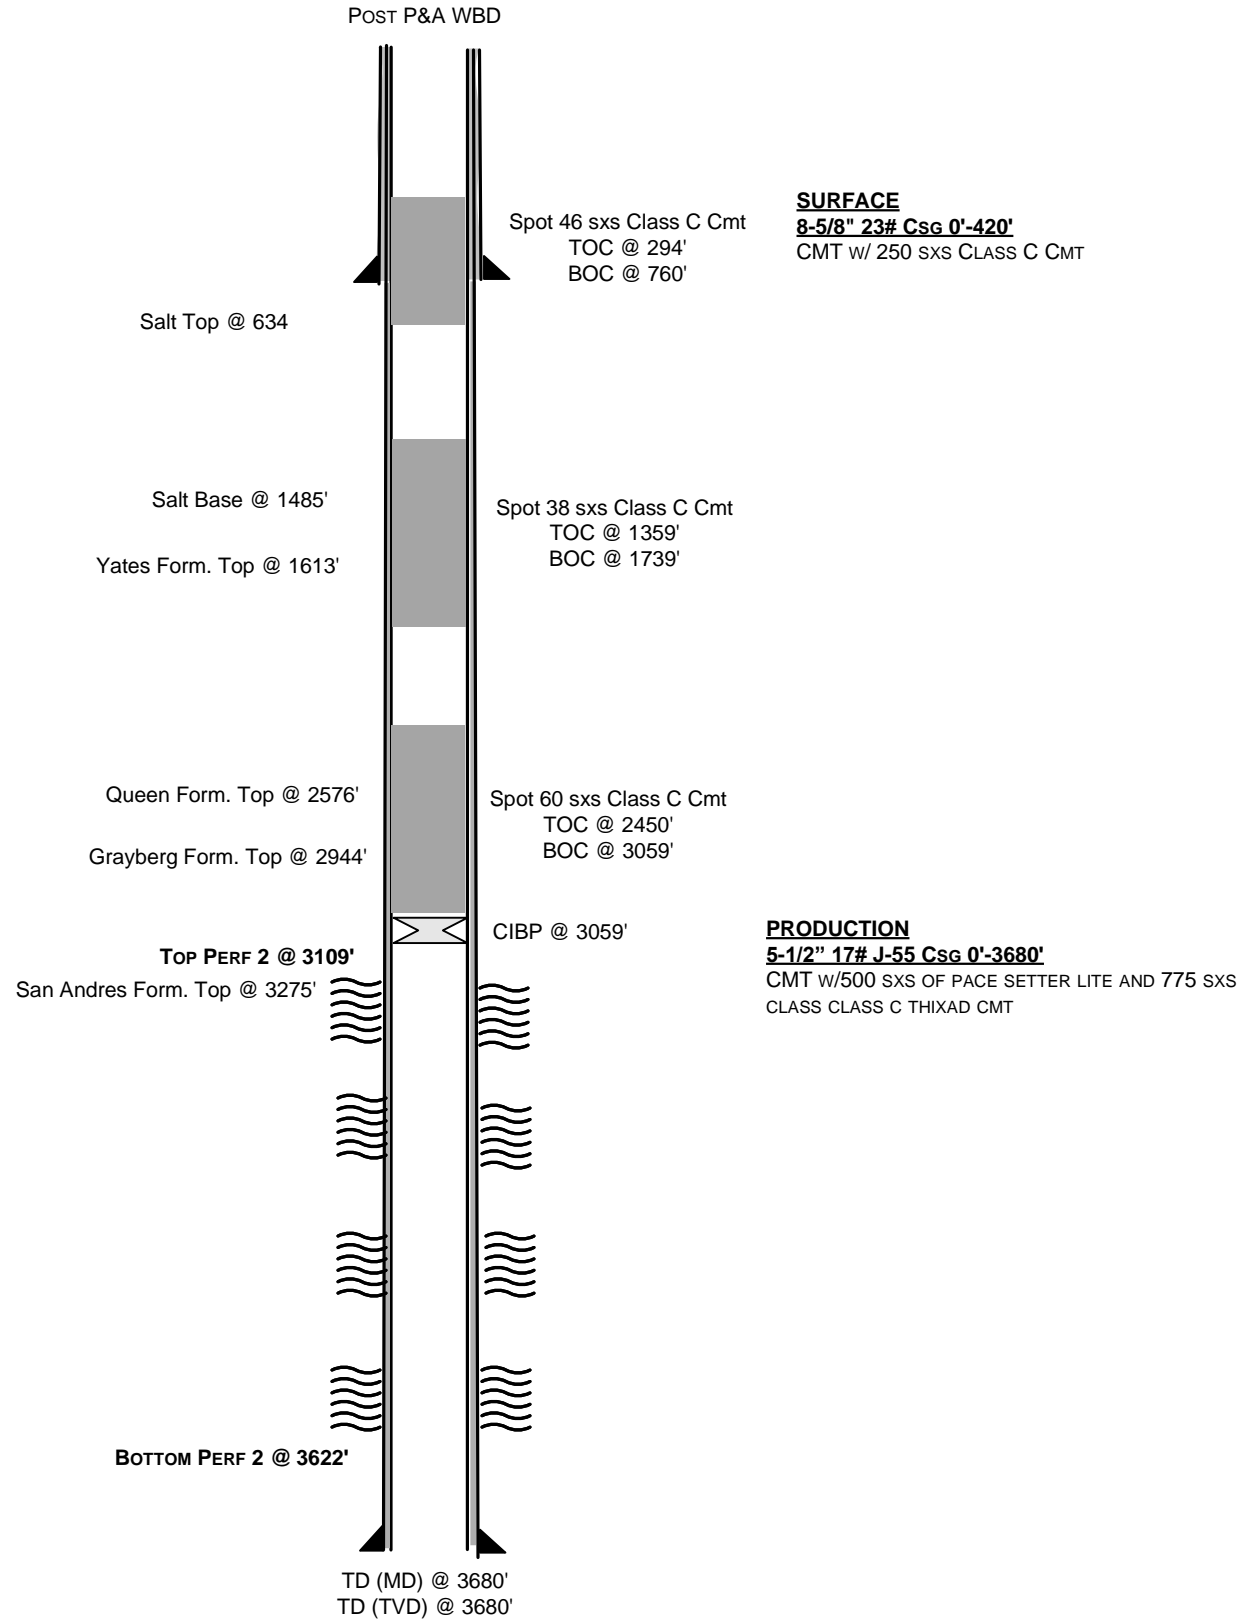 POST P&A WBD
Spot 46 sxs Class C Cmt
TOC @ 294'
BOC @ 760'
SURFACE
8-5/8" 23# CSG 0'-420'
CMT W/ 250 SXS CLASS C CMT
Salt Top @ 634
Salt Base @ 1485'
Yates Form. Top @ 1613'
Spot 38 sxs Class C Cmt
TOC @ 1359'
BOC @ 1739'
Queen Form. Top @ 2576'
Grayberg Form. Top @ 2944'
Spot 60 sxs Class C Cmt
TOC @ 2450'
BOC @ 3059'
CIBP @ 3059'
PRODUCTION
5-1/2” 17# J-55 CSG 0'-3680'
CMT W/500 SXS OF PACE SETTER LITE AND 775 SXS
CLASS CLASS C THIXAD CMT
TOP PERF 2 @ 3109'
San Andres Form. Top @ 3275'
BOTTOM PERF 2 @ 3622'
TD (MD) @ 3680'
TD (TVD) @ 3680'